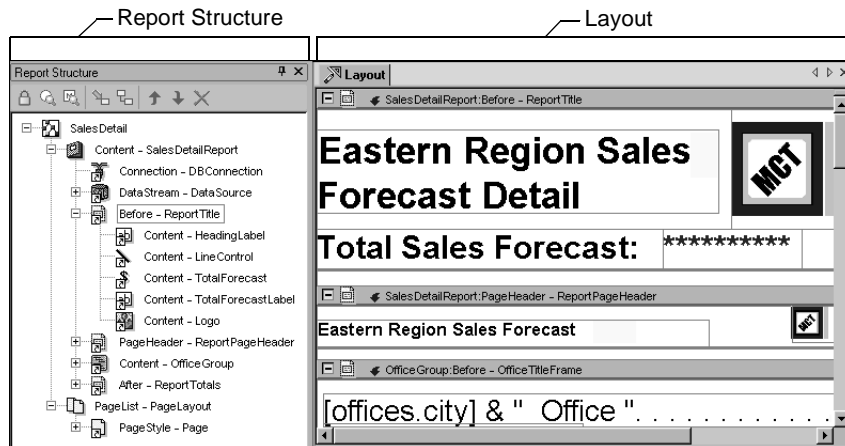 Report Structure
Layout
Report Structure
Layout
SalesDetail
Content – SalesDetailReport
Connection – DBConnection
DataStream – DataSource
Before – ReportTitle
Content – HeadingLabel
Content – LineControl
Content – TotalForecast
Content – TotalForecastLabel
Content – Logo
PageHeader – ReportPageHeader
Content – OfficeGroup
After – ReportTotals
PageList – PageLayout
PageStyle – Page
SalesDetailReport:Before – ReportTitle
Eastern Region Sales
Forecast Detail
MCT
Total Sales Forecast: **********
SalesDetailReport:PageHeader – ReportPageHeader
Eastern Region Sales Forecast
MCT
OfficeGroup:Before – OfficeTitleFrame
[offices.city] & " Office ". . . . . . . . . . . . .